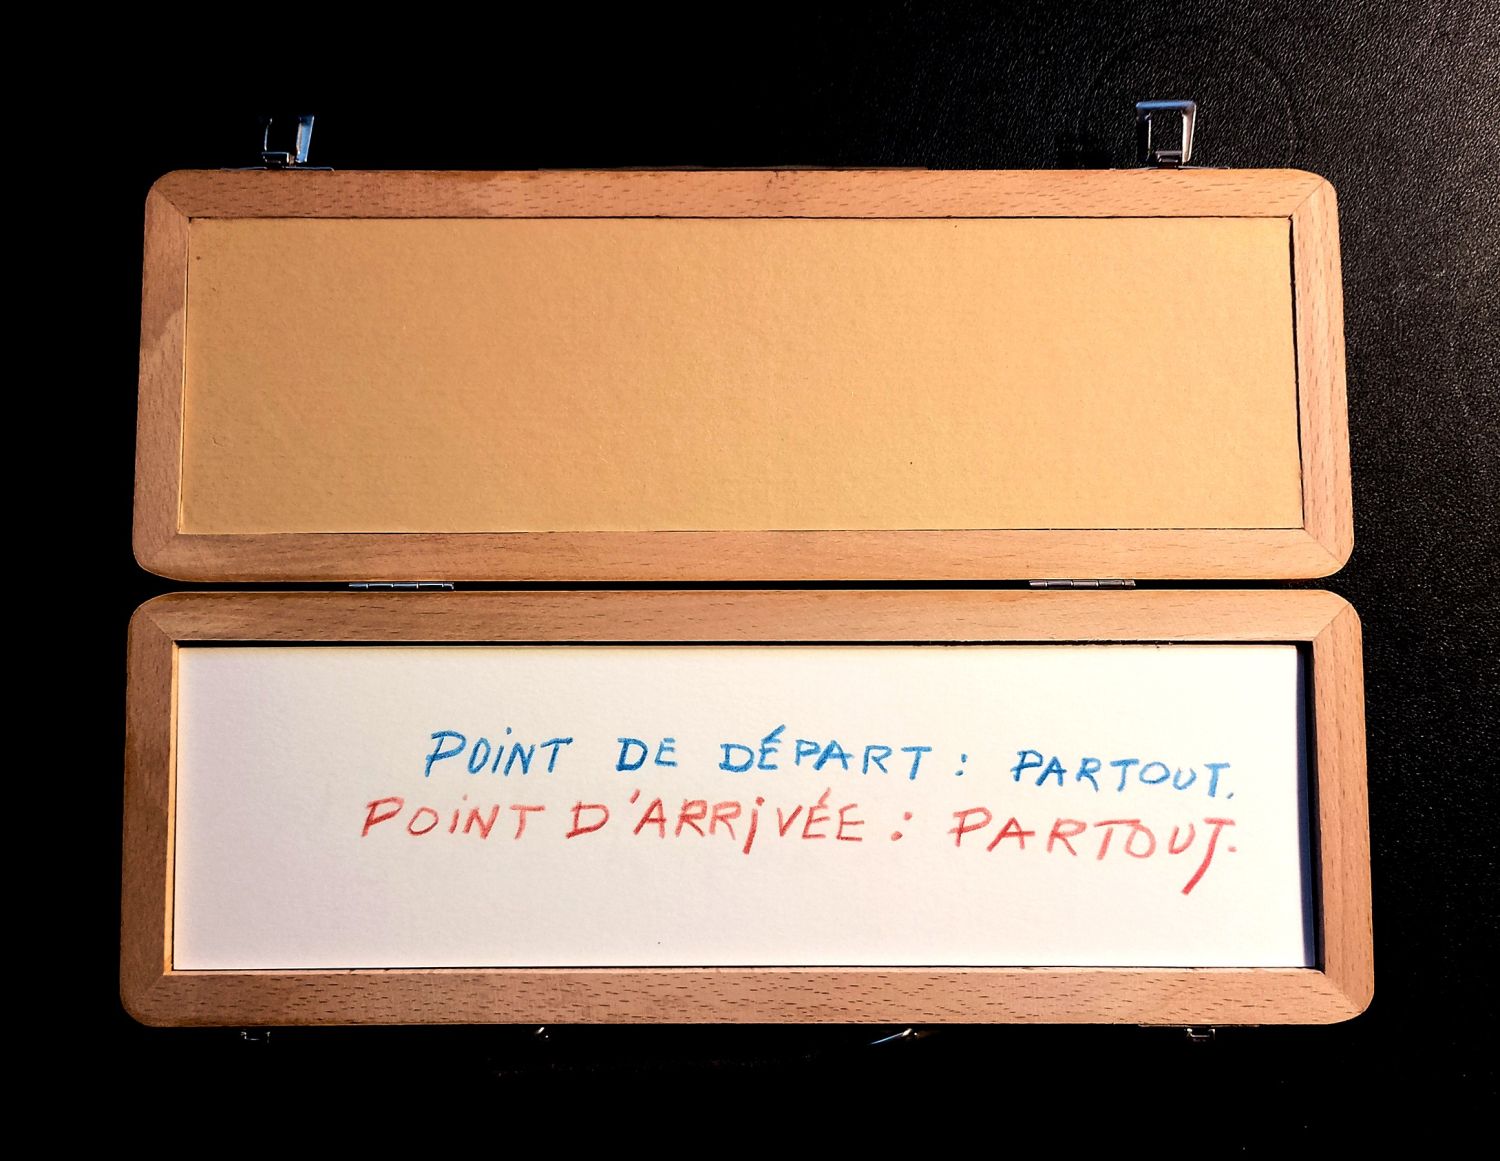 POiNT DE DÉPART : PARTOUT.
POiNT D'ARRiVÉE : PARTOUT.